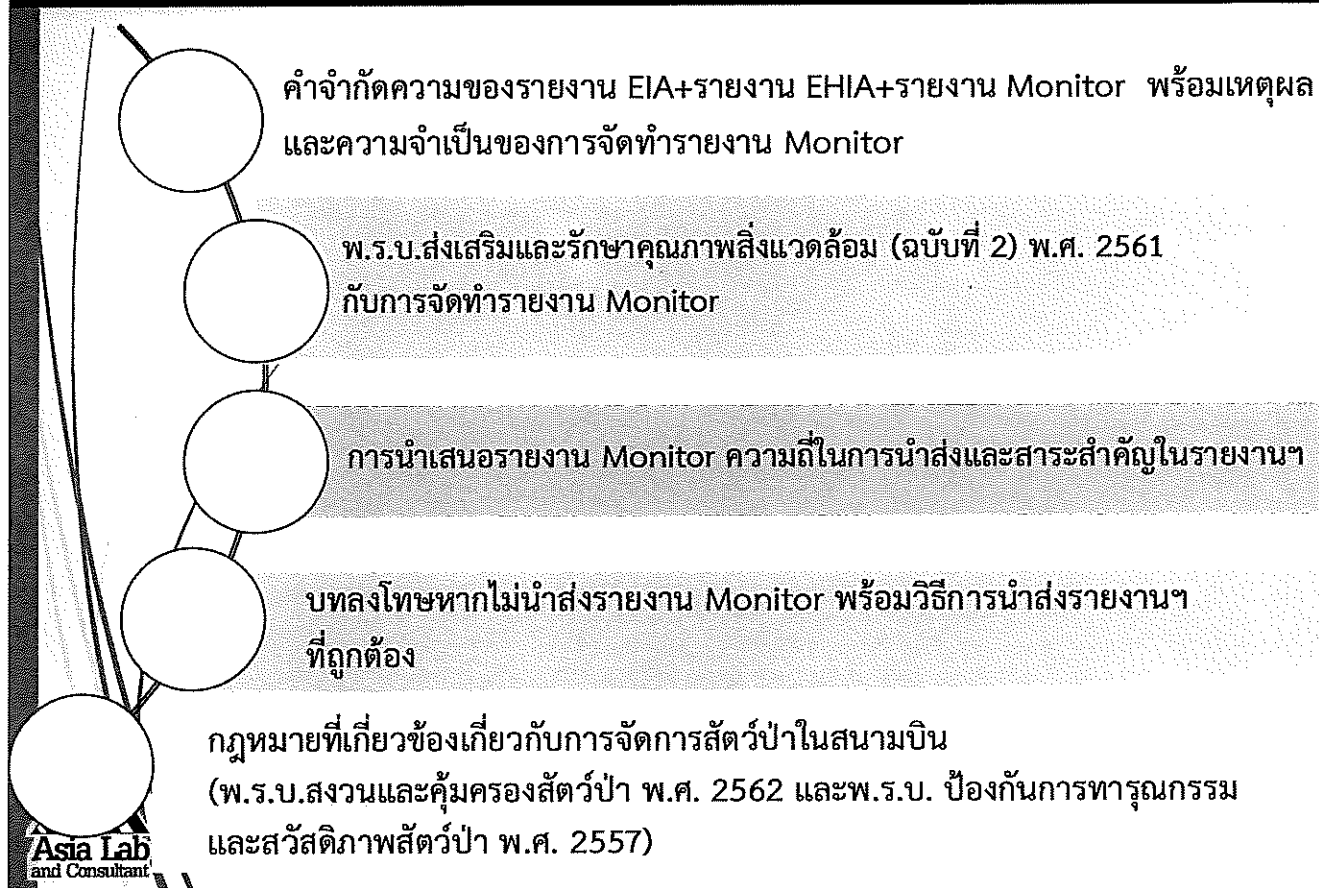 คำจำกัดความของรายงาน EIA+รายงาน EHIA+รายงาน Monitor พร้อมเหตุผล
และความจำเป็นของการจัดทำรายงาน Monitor
พ.ร.บ.ส่งเสริมและรักษาคุณภาพสิ่งแวดล้อม (ฉบับที่ 2) พ.ศ. 2561
กับการจัดทำรายงาน Monitor
การนำเสนอรายงาน Monitor ความถี่ในการนำส่งและสาระสำคัญในรายงานฯ
บทลงโทษหากไม่นำส่งรายงาน Monitor พร้อมวิธีการนำส่งรายงานฯ
ที่ถูกต้อง
กฎหมายที่เกี่ยวข้องเกี่ยวกับการจัดการสัตว์ป่าในสนามบิน
(พ.ร.บ.สงวนและคุ้มครองสัตว์ป่า พ.ศ. 2562 และพ.ร.บ. ป้องกันการทารุณกรรม
และสวัสดิภาพสัตว์ป่า พ.ศ. 2557)
Asia Lab
and Consultant